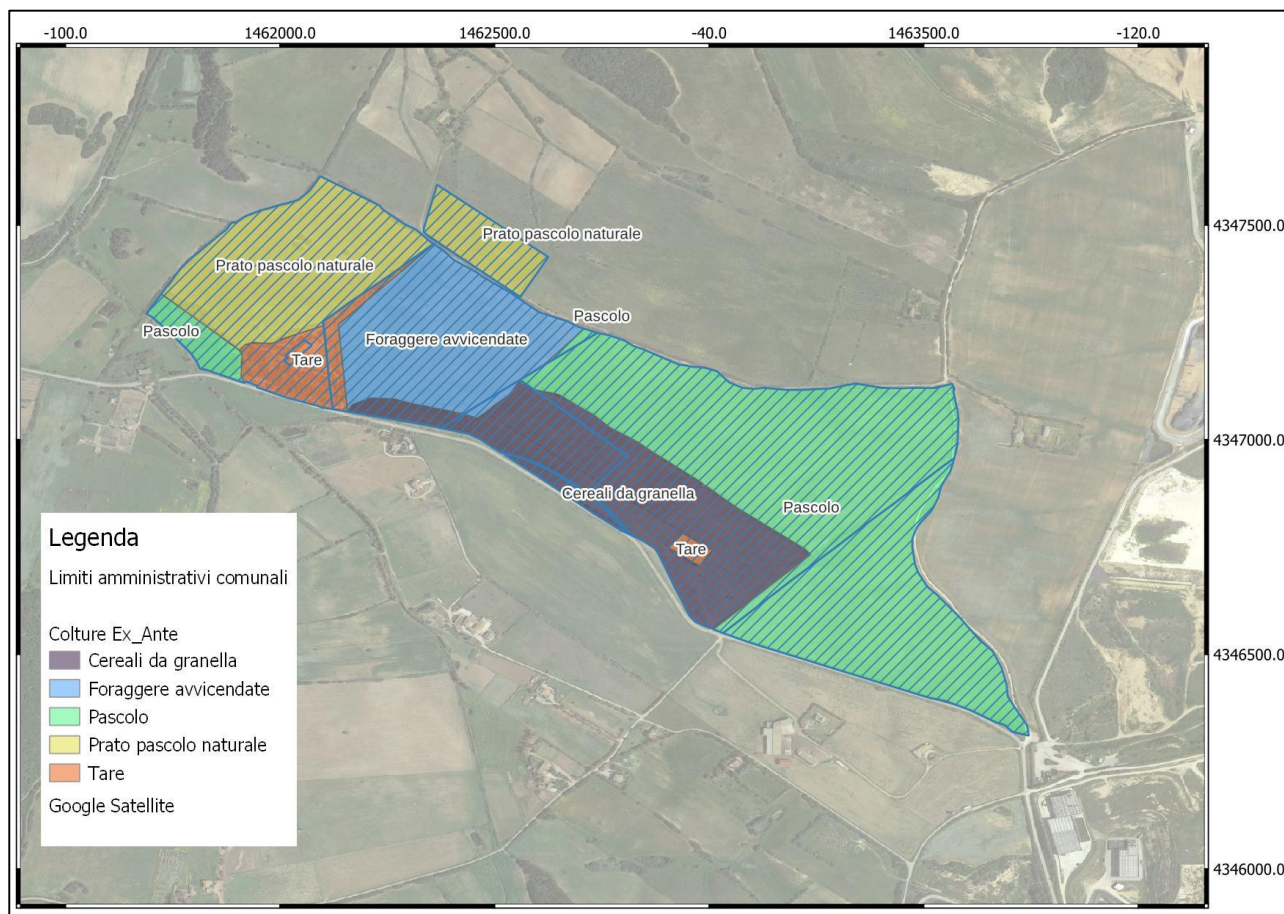 -100.0 1462000.0 1462500.0 -40.0 1463500.0 -120.0
4347500.0
4347000.0
4346500.0
4346000.0
Prato pascolo naturale
Prato pascolo naturale
Pascolo
Pascolo
Foraggere avvicendate
Tare
Cereali da granella
Pascolo
Tare
Legenda
Limiti amministrativi comunali
Colture Ex_Ante
Cereali da granella
Foraggere avvicendate
Pascolo
Prato pascolo naturale
Tare
Google Satellite